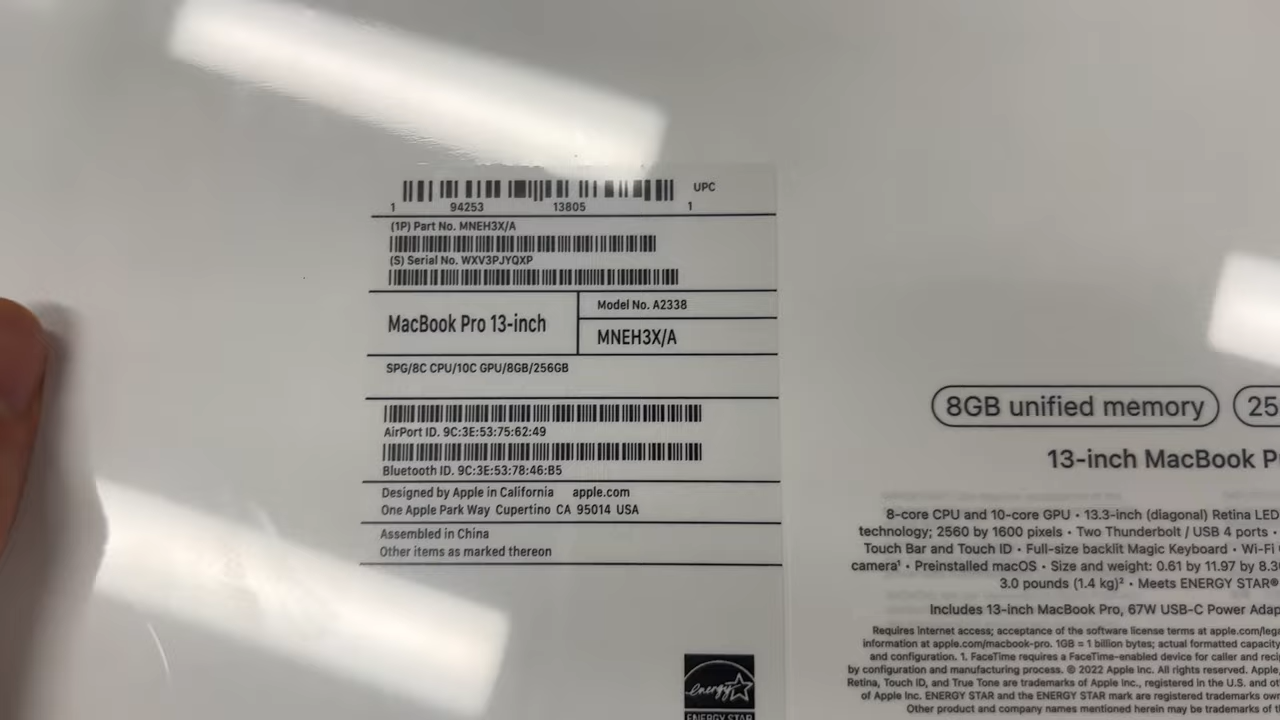 UPC
1 94253 13805 1
(1P) Part No. MNEH3X/A
(S) Serial No. WXV3PJYQXP
MacBook Pro 13-inch
Model No. A2338
MNEH3X/A
SPG/8C CPU/10C GPU/8GB/256GB
AirPort ID. 9C:3E:53:75:62:49
Bluetooth ID. 9C:3E:53:78:46:B5
Designed by Apple in California apple.com
One Apple Park Way Cupertino CA 95014 USA
Assembled in China
Other items as marked thereon
energy
ENERGY STAR
8GB unified memory 25
13-inch MacBook P
8-core CPU and 10-core GPU • 13.3-inch (diagonal) Retina LED
technology; 2560 by 1600 pixels • Two Thunderbolt / USB 4 ports •
Touch Bar and Touch ID • Full-size backlit Magic Keyboard • Wi-Fi
camera¹ • Preinstalled macOS • Size and weight: 0.61 by 11.97 by 8.3
3.0 pounds (1.4 kg)² • Meets ENERGY STAR®
Includes 13-inch MacBook Pro, 67W USB-C Power Adap
Requires internet access; acceptance of the software license terms at apple.com/lega
information at apple.com/macbook-pro. 1GB = 1 billion bytes; actual formatted capacity
and configuration. 1. FaceTime requires a FaceTime-enabled device for caller and reci
by configuration and manufacturing process. © 2022 Apple Inc. All rights reserved. Apple,
Retina, Touch ID, and True Tone are trademarks of Apple Inc., registered in the U.S. and ot
of Apple Inc. ENERGY STAR and the ENERGY STAR mark are registered trademarks own
Other product and company names mentioned herein may be trademarks of t